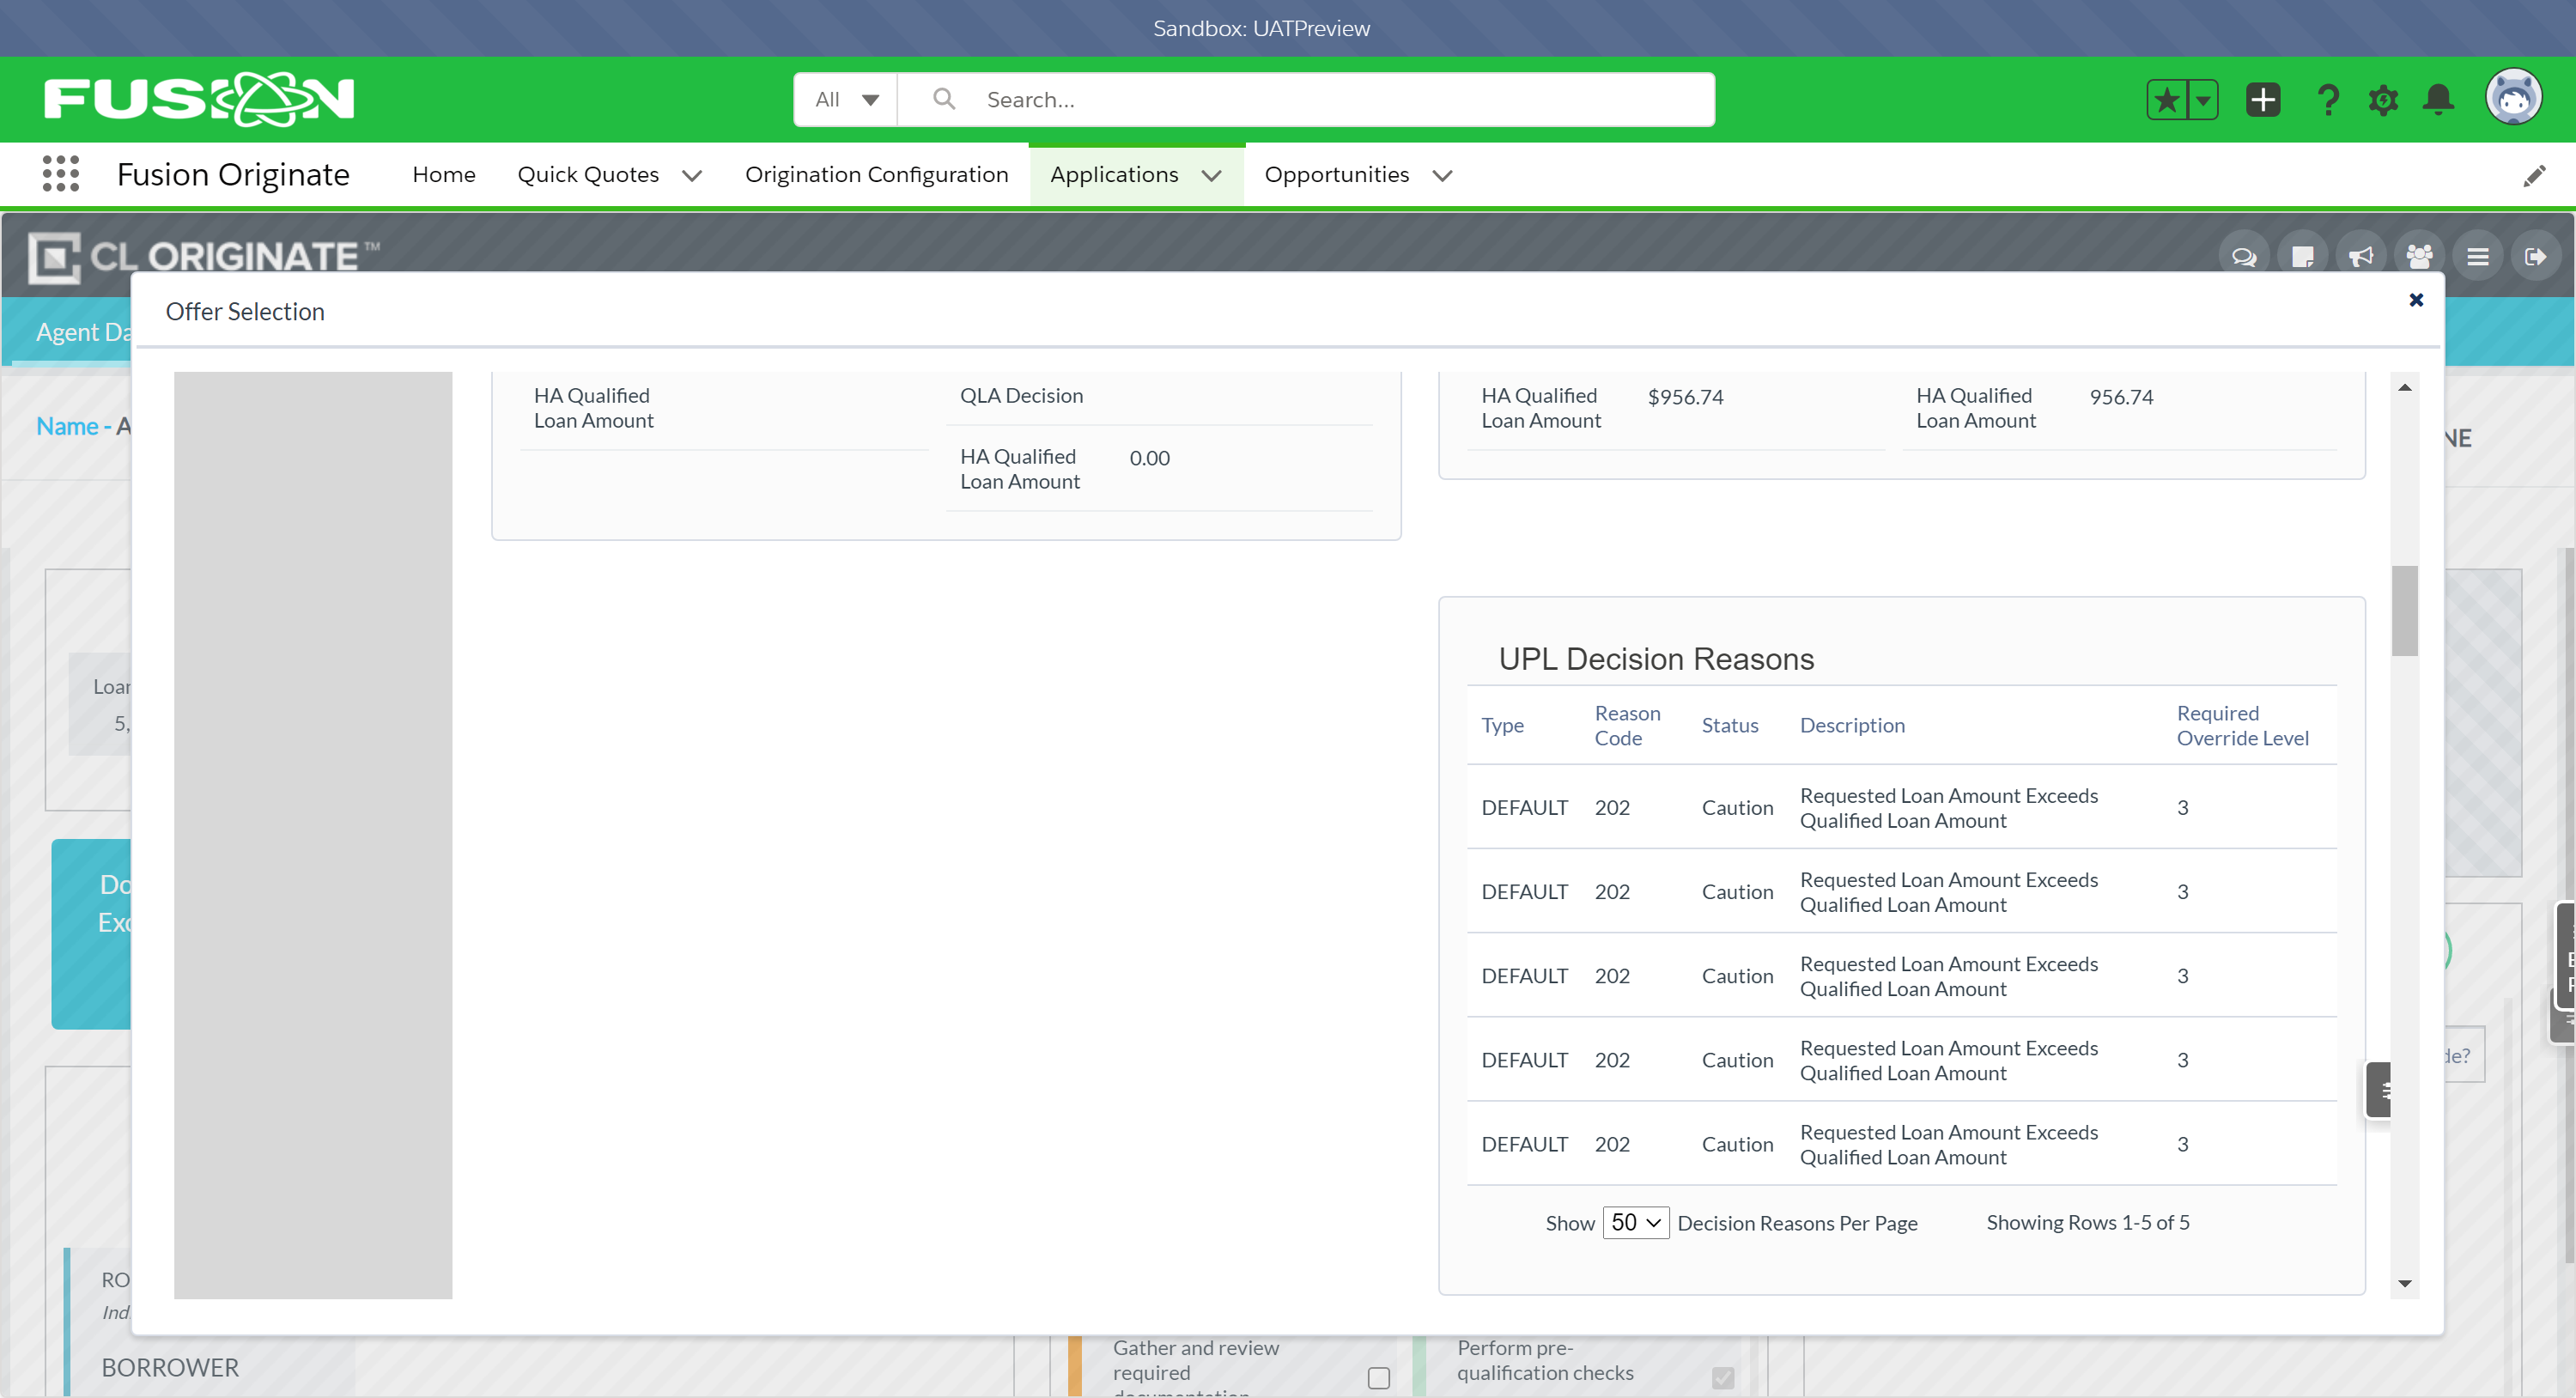 Sandbox: UATPreview
FUSION
All
Search...
Fusion Originate
Home
Quick Quotes
Origination Configuration
Applications
Opportunities
CL ORIGINATE™
Offer Selection
Agent Da
Name - A
NE
HA Qualified
Loan Amount
QLA Decision
HA Qualified
Loan Amount
0.00
HA Qualified
Loan Amount
$956.74
HA Qualified
Loan Amount
956.74
Loan
5,
Do
Exc
UPL Decision Reasons
Type Reason Code Status Description Required Override Level
DEFAULT 202 Caution Requested Loan Amount Exceeds Qualified Loan Amount 3
DEFAULT 202 Caution Requested Loan Amount Exceeds Qualified Loan Amount 3
DEFAULT 202 Caution Requested Loan Amount Exceeds Qualified Loan Amount 3
DEFAULT 202 Caution Requested Loan Amount Exceeds Qualified Loan Amount 3
DEFAULT 202 Caution Requested Loan Amount Exceeds Qualified Loan Amount 3
Show 50 Decision Reasons Per Page
Showing Rows 1-5 of 5
de?
RO
Ind
BORROWER
Gather and review
required
Perform pre-
qualification checks